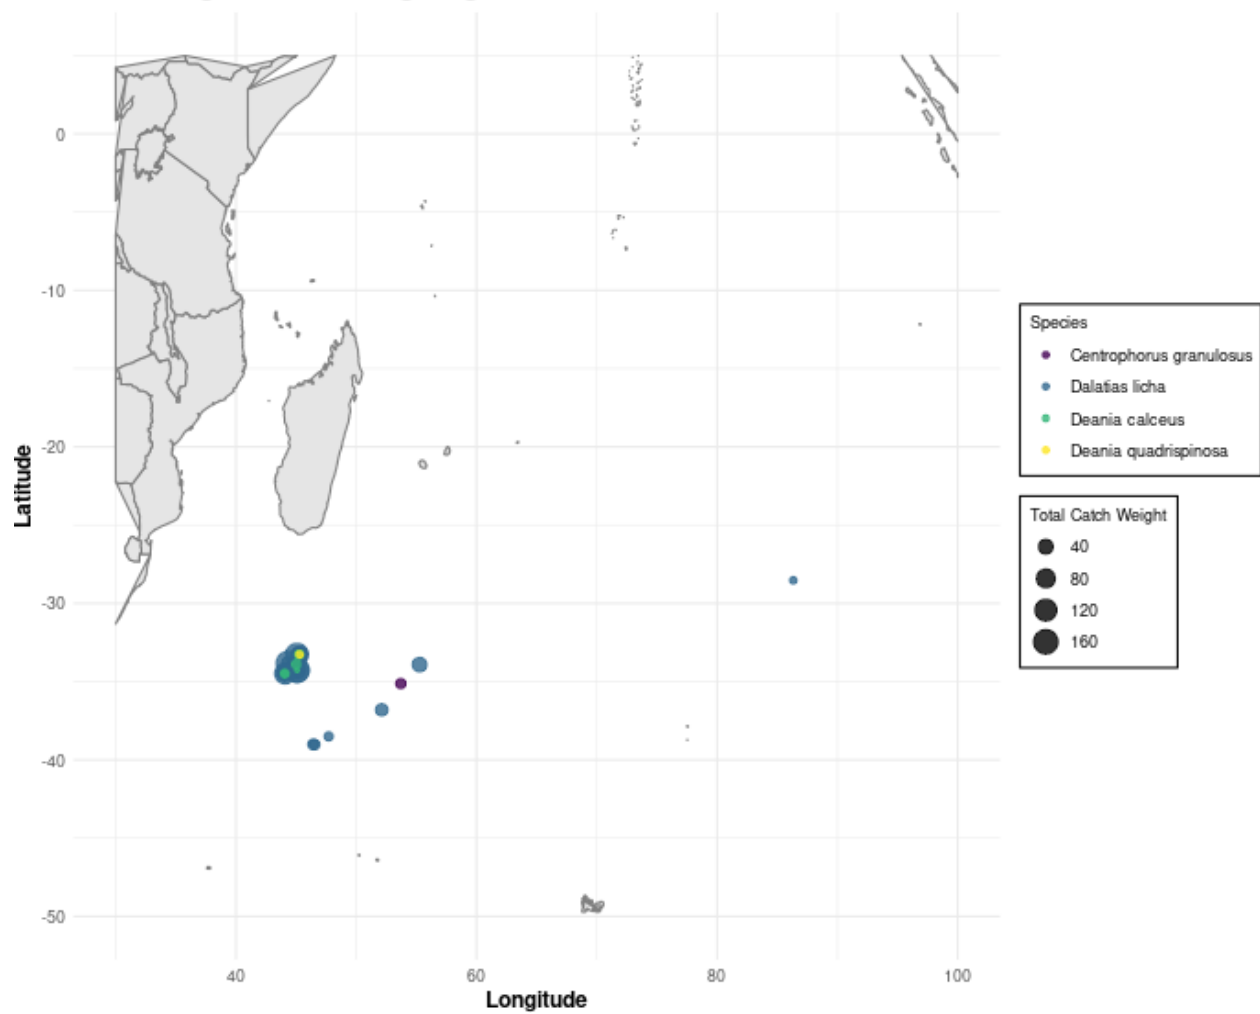 0
-10
-20
-30
-40
-50
Latitude
40
60
80
100
Longitude
Species
Centrophorus granulosus
Dalatias licha
Deania calceus
Deania quadrispinosa
Total Catch Weight
40
80
120
160